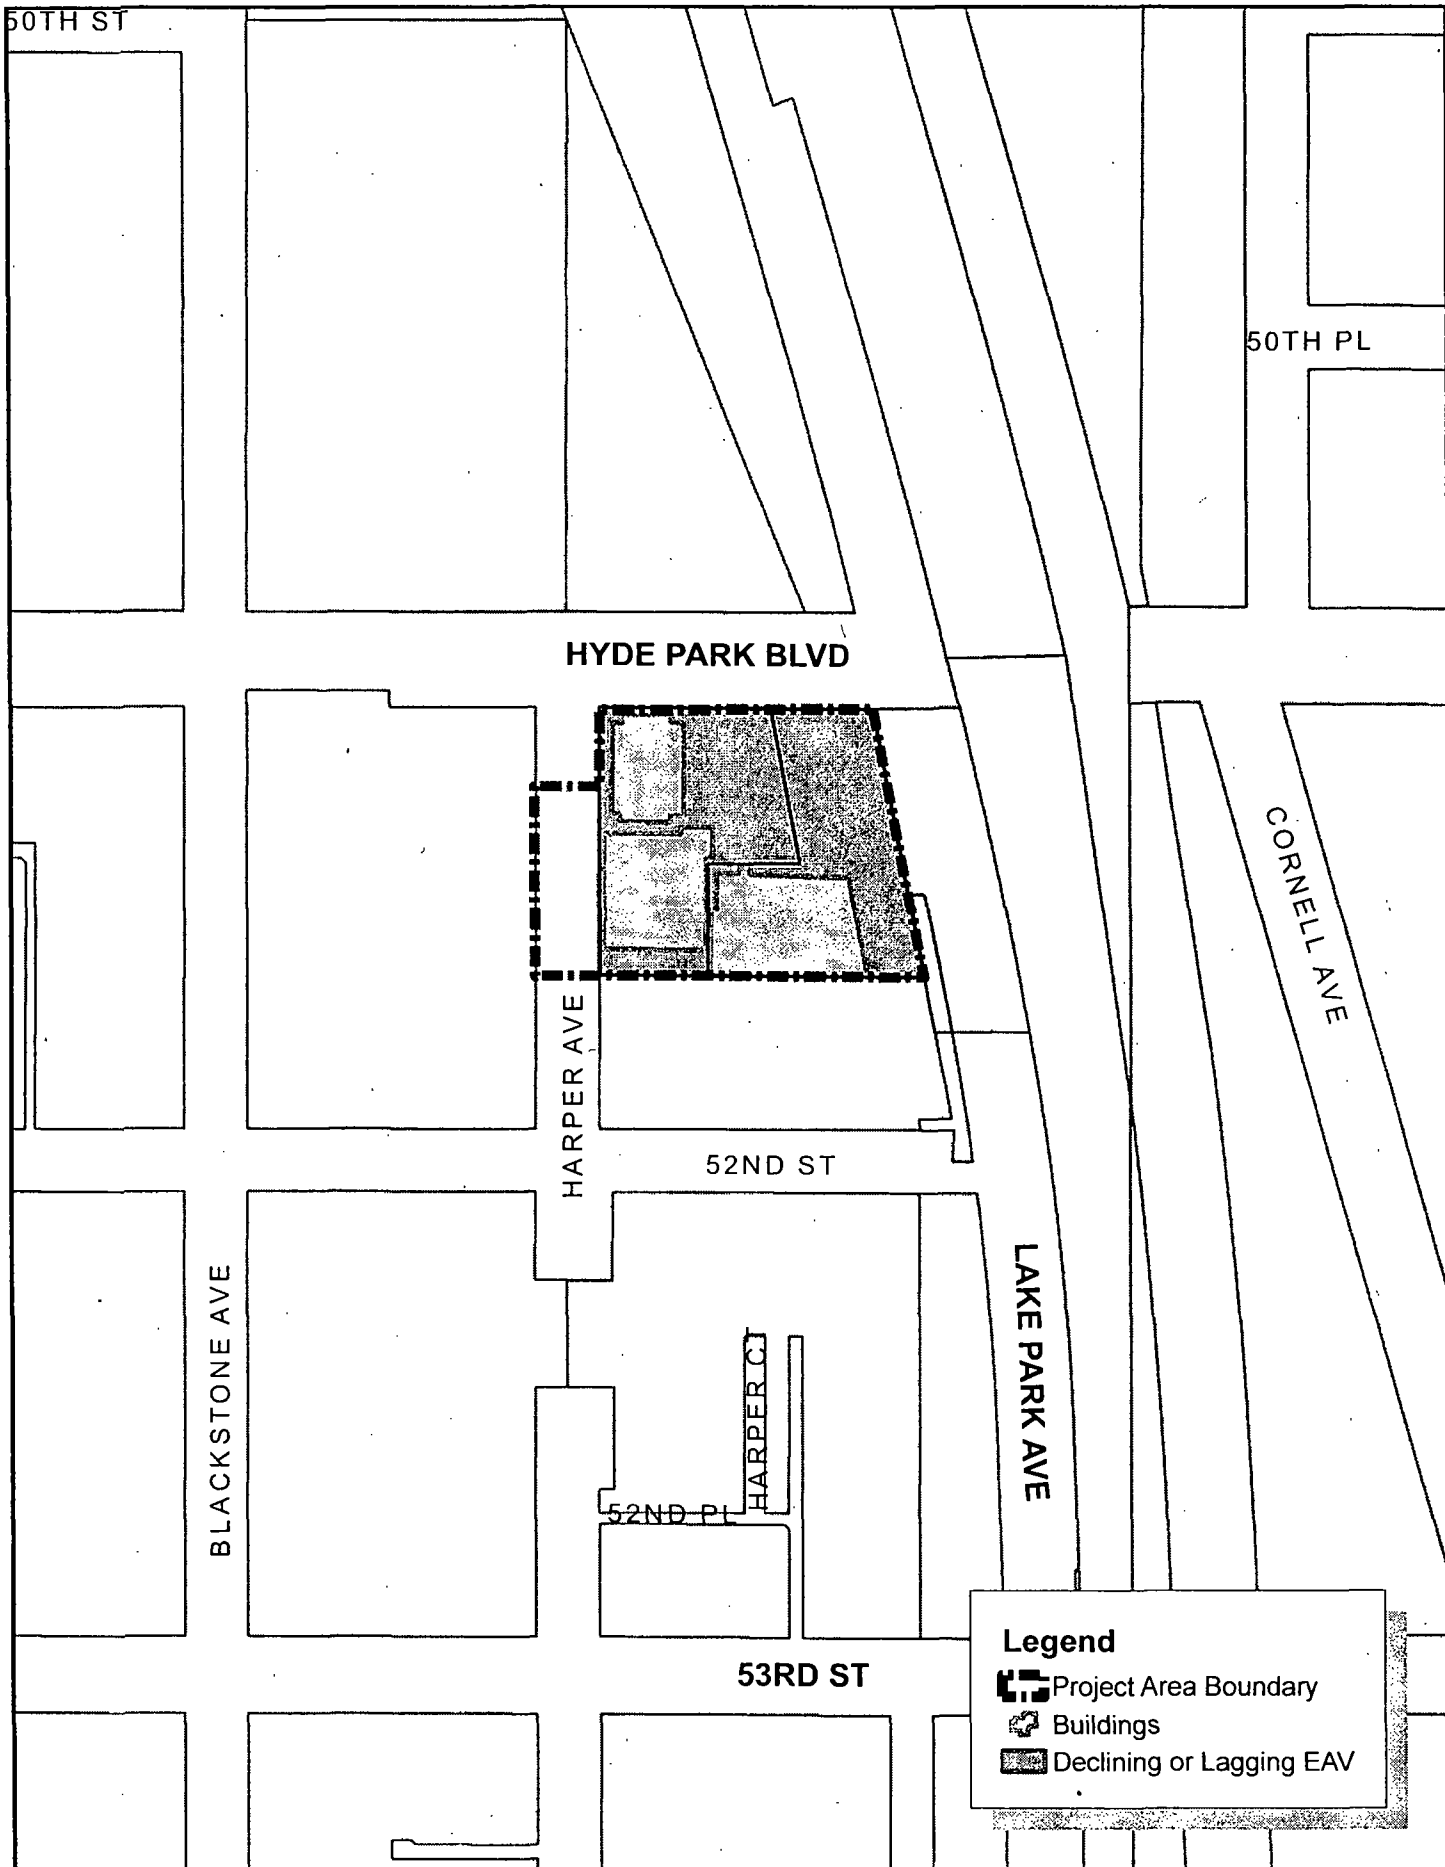 50TH ST
50TH PL
HYDE PARK BLVD
CORNELL AVE
HARPER AVE
52ND ST
LAKE PARK AVE
BLACKSTONE AVE
HARPER CT
52ND PL
53RD ST
Legend
Project Area Boundary
Buildings
Declining or Lagging EAV